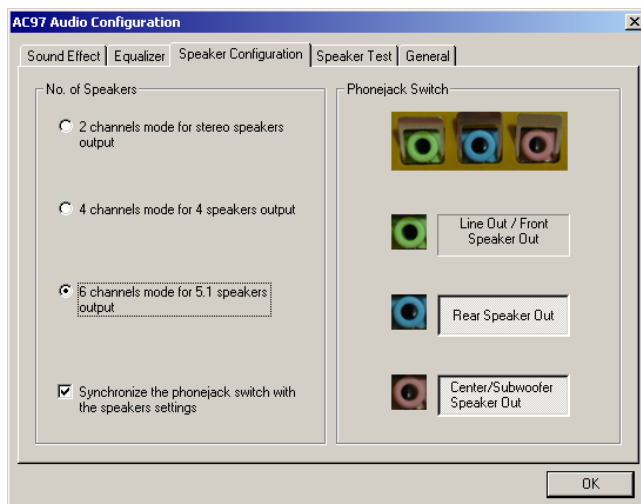 AC97 Audio Configuration
Sound Effect
Equalizer
Speaker Configuration
Speaker Test
General
No. of Speakers
2 channels mode for stereo speakers
output
4 channels mode for 4 speakers output
6 channels mode for 5.1 speakers
output
Synchronize the phonejack switch with
the speakers settings
Phonejack Switch
Line Out / Front
Speaker Out
Rear Speaker Out
Center/Subwoofer
Speaker Out
OK